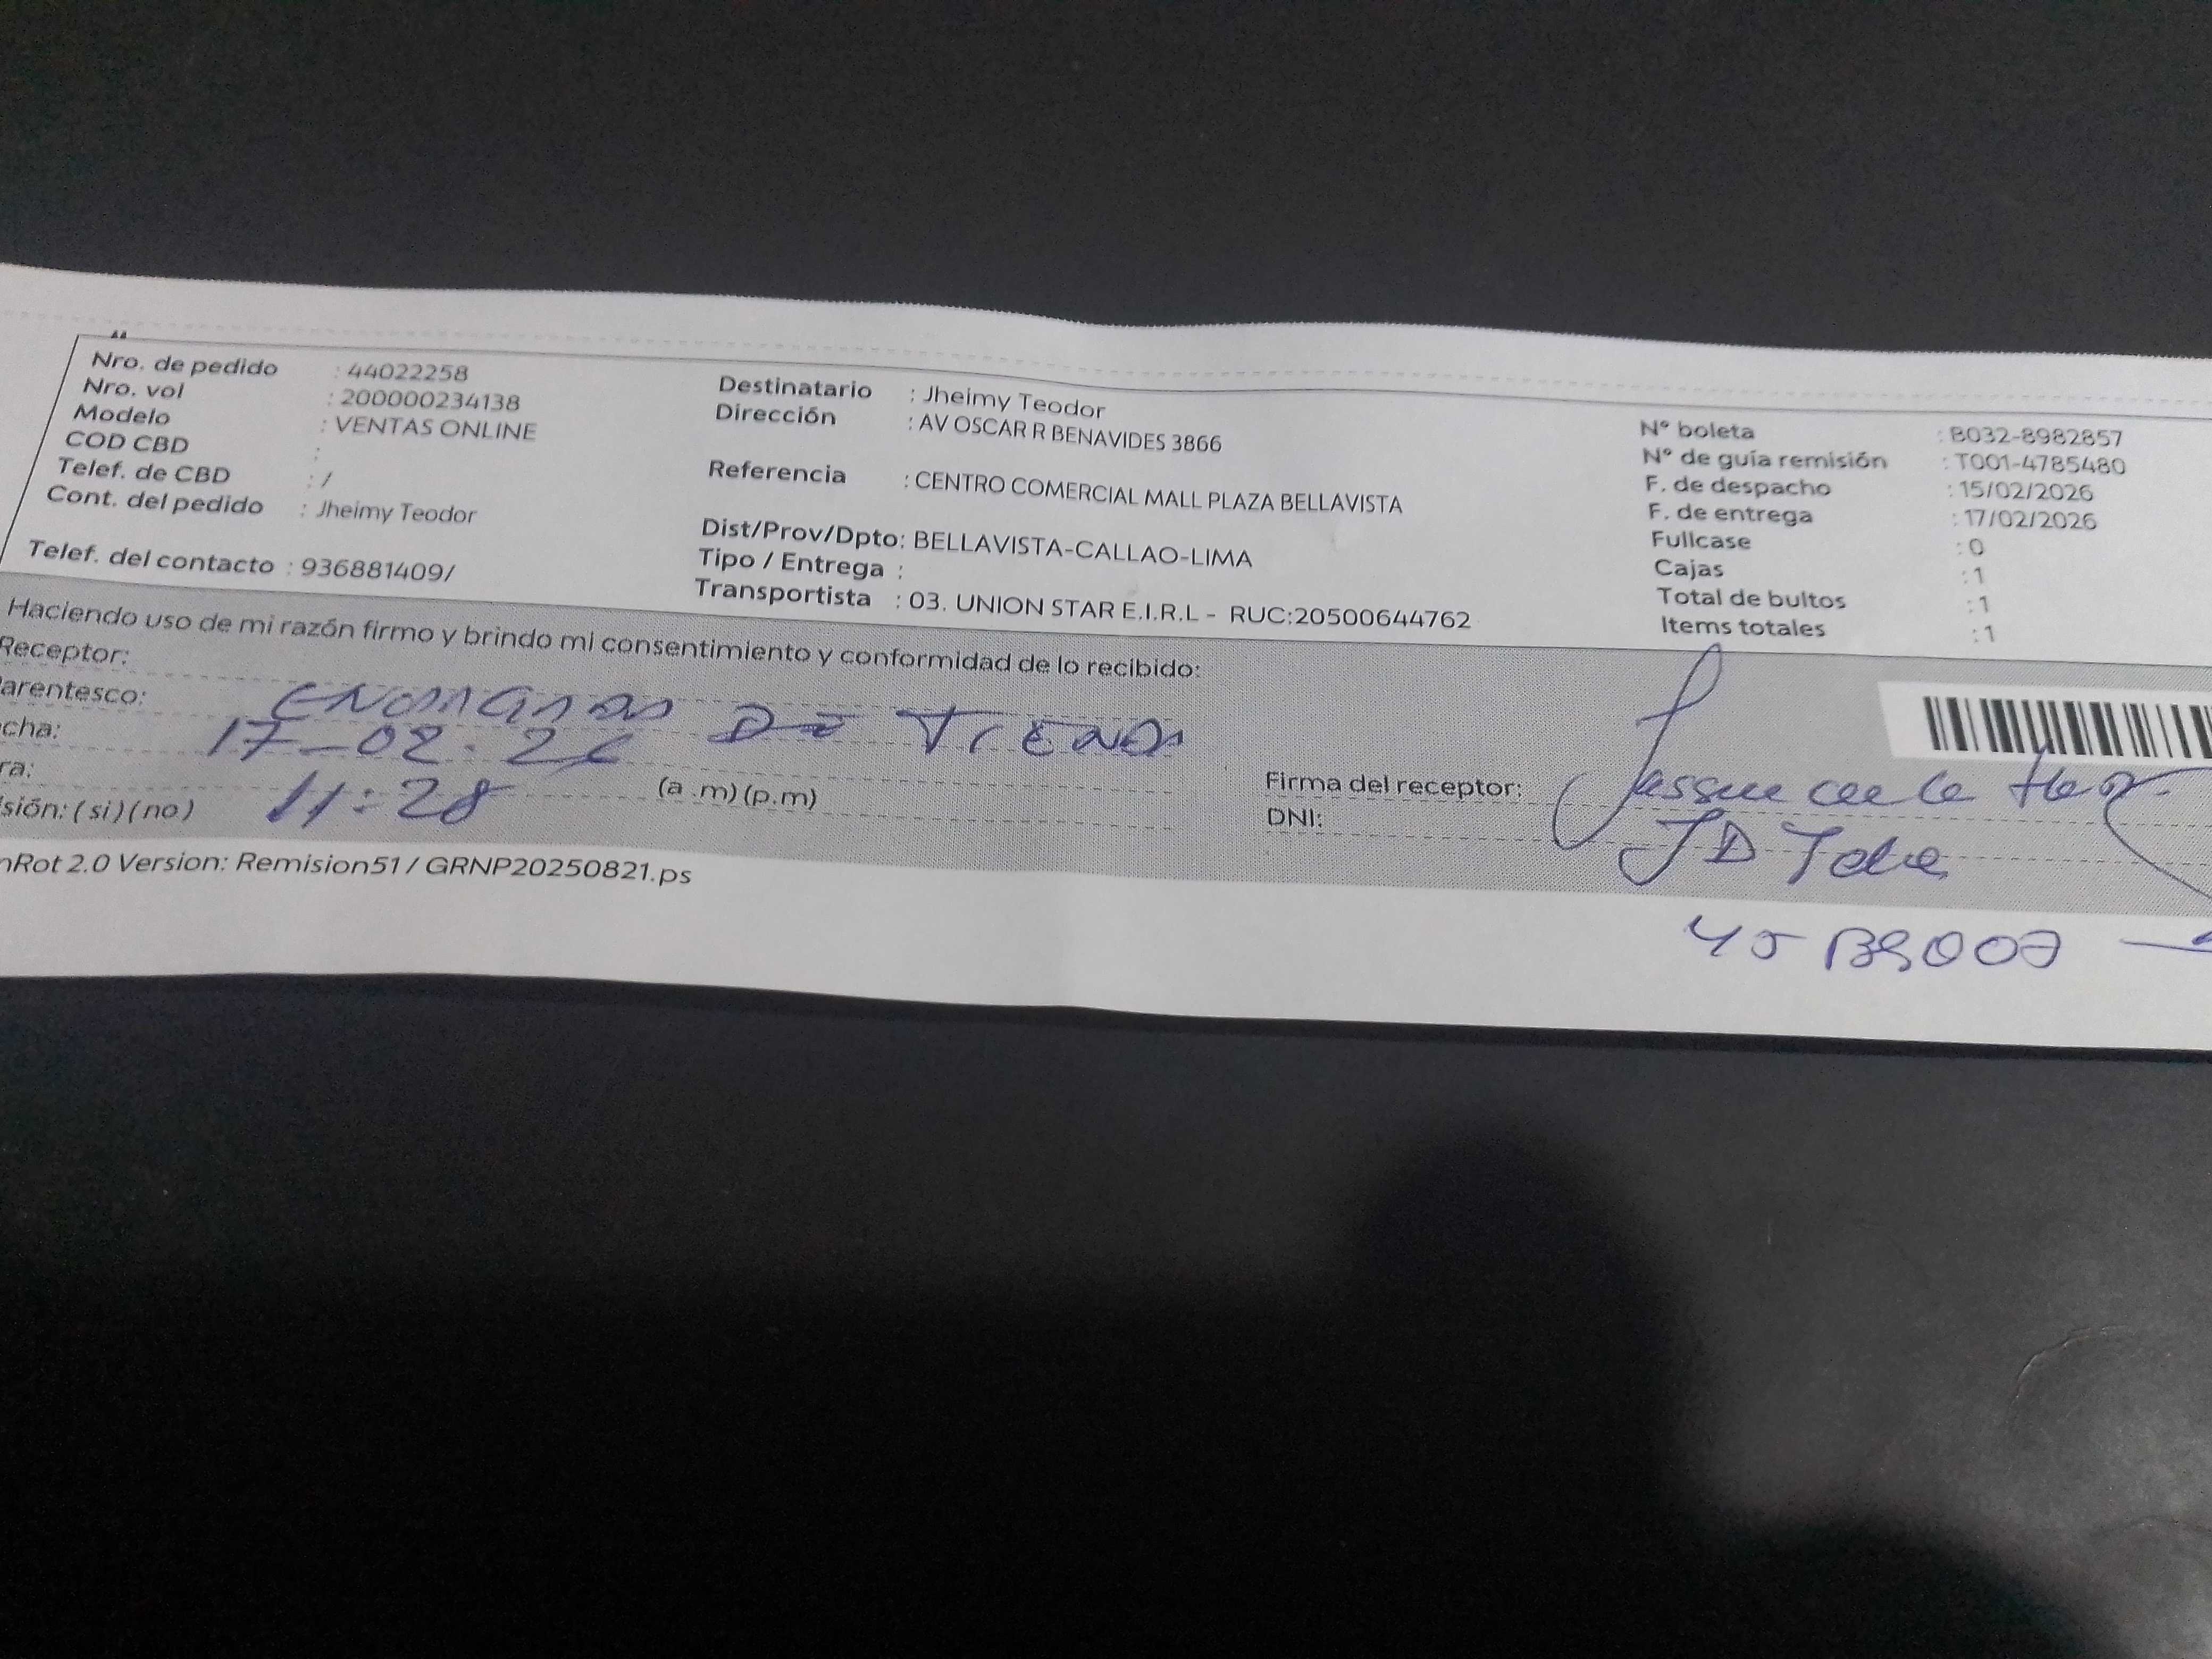 Nro. de pedido : 44022258
Nro. vol : 200000234138
Modelo : VENTAS ONLINE
COD CBD :
Telef. de CBD : /
Cont. del pedido : Jheimy Teodor
Telef. del contacto : 936881409/
Destinatario : Jheimy Teodor
Dirección : AV OSCAR R BENAVIDES 3866
Referencia : CENTRO COMERCIAL MALL PLAZA BELLAVISTA
Dist/Prov/Dpto: BELLAVISTA-CALLAO-LIMA
Tipo / Entrega :
Transportista : 03. UNION STAR E.I.R.L - RUC:20500644762
N° boleta : B032-8982857
N° de guía remisión : T001-4785480
F. de despacho : 15/02/2026
F. de entrega : 17/02/2026
Fullcase : 0
Cajas : 1
Total de bultos : 1
Items totales : 1
Haciendo uso de mi razón firmo y brindo mi consentimiento y conformidad de lo recibido:
Receptor:
arentesco: DE TIENDA
cha: 17-02-26
ra: 11:28 (a .m) (p.m)
sión: ( si ) ( no )
Firma del receptor:
DNI:
nRot 2.0 Version: Remision51 / GRNP20250821.ps